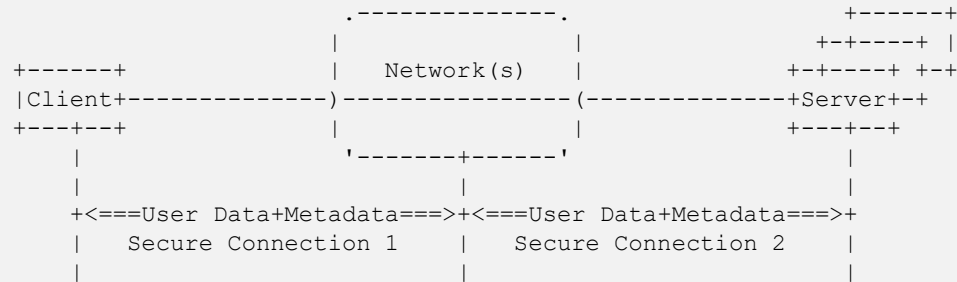 Network(s)
Client
Server
<===User Data+Metadata===>+<===User Data+Metadata===>
Secure Connection 1 Secure Connection 2